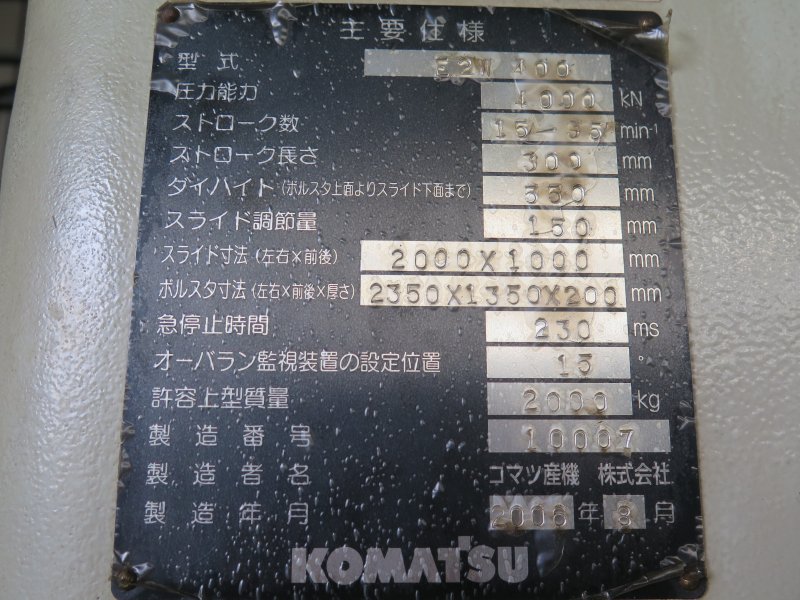 主要仕様
型式 E2W 400
圧力能力 4000 kN
ストローク数 15-35 min-1
ストローク長さ 300 mm
ダイハイト (ボルスタ上面よりスライド下面まで) 550 mm
スライド調節量 150 mm
スライド寸法 (左右×前後) 2000X1000 mm
ボルスタ寸法 (左右×前後×厚さ) 2350X1350X200 mm
急停止時間 230 ms
オーバラン監視装置の設定位置 15 °
許容上型質量 2000 kg
製造番号 10007
製造者名 コマツ産機 株式会社
製造年月 2006年 8月
KOMATSU